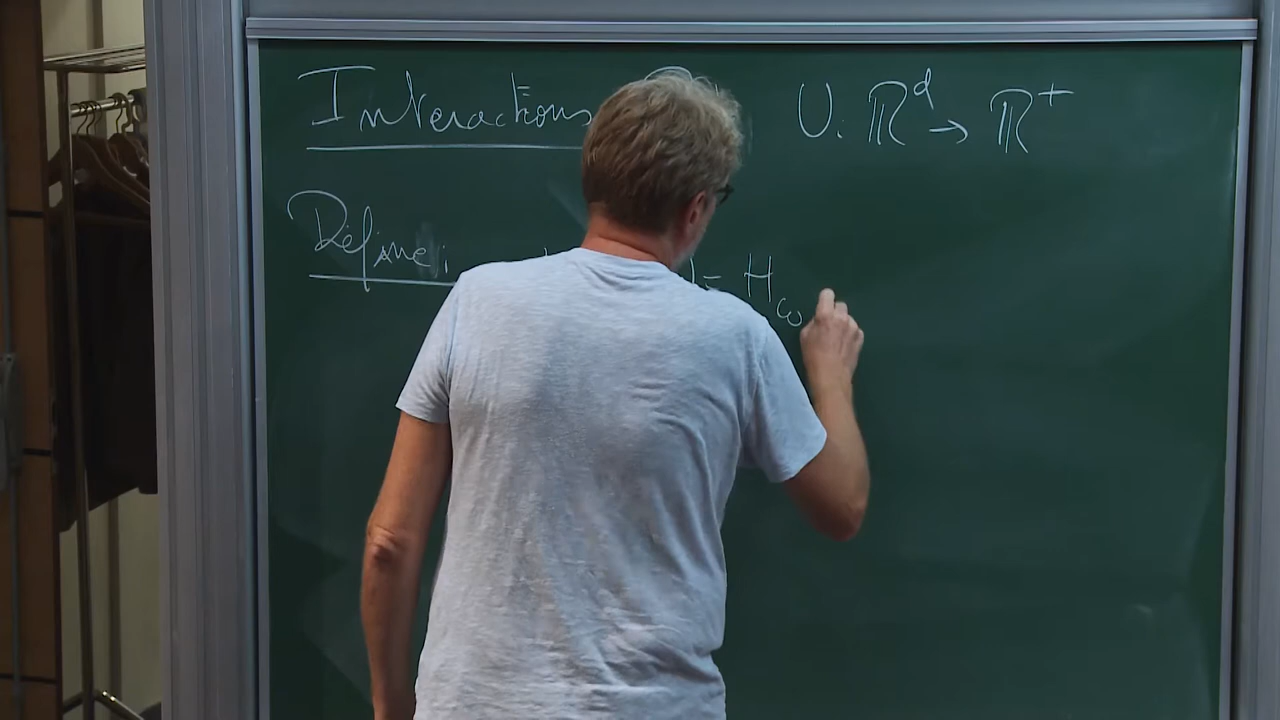 Interactions U: ℝ^d → ℝ^+
Define: = H_ω